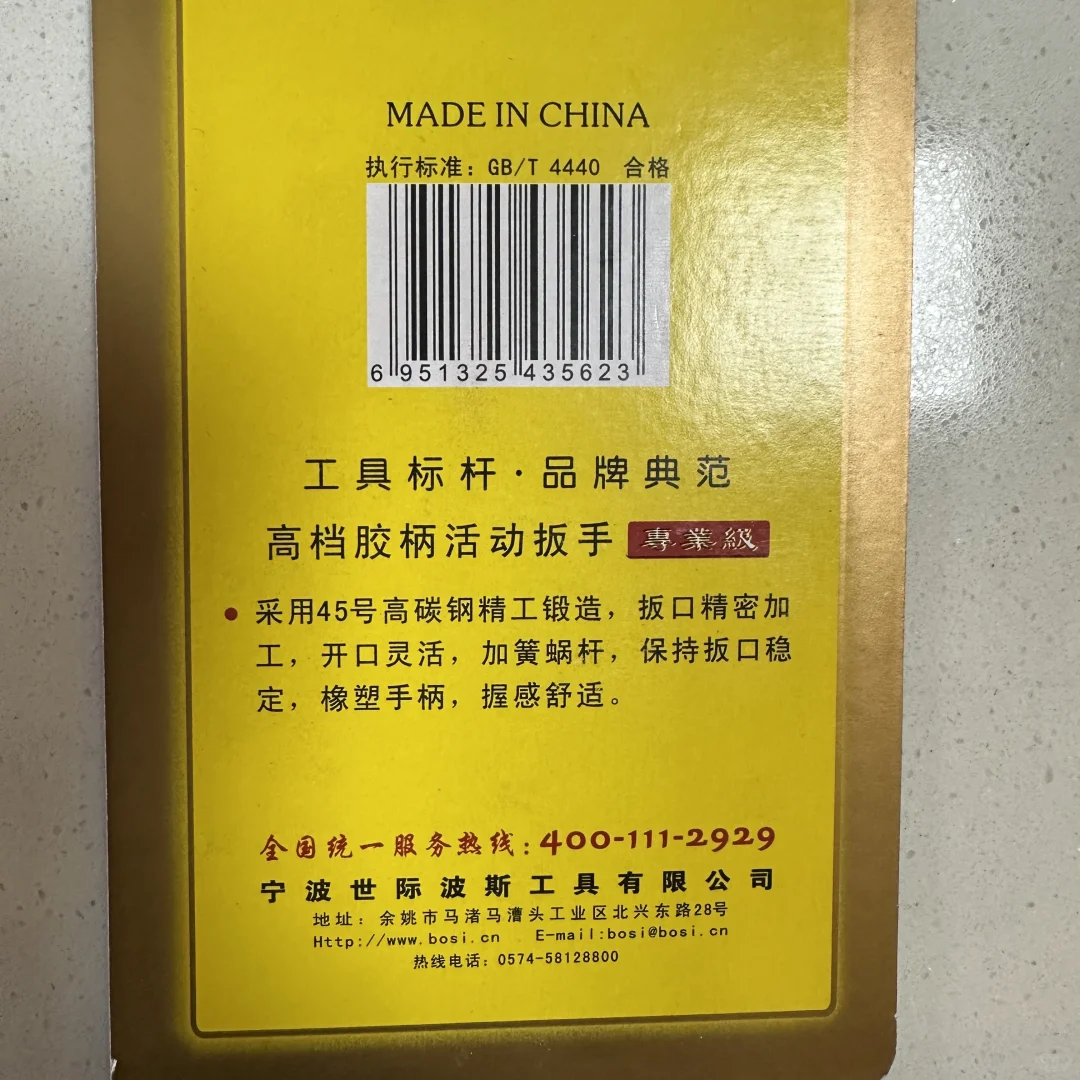 MADE IN CHINA
执行标准：GB/T 4440 合格
6 951325 435623
工具标杆·品牌典范
高档胶柄活动扳手 專業級
● 采用45号高碳钢精工锻造，扳口精密加
工，开口灵活，加簧蜗杆，保持扳口稳
定，橡塑手柄，握感舒适。
全国统一服务热线：400-111-2929
宁波世际波斯工具有限公司
地址：余姚市马渚马漕头工业区北兴东路28号
Http://www.bosi.cn E-mail:bosi@bosi.cn
热线电话：0574-58128800